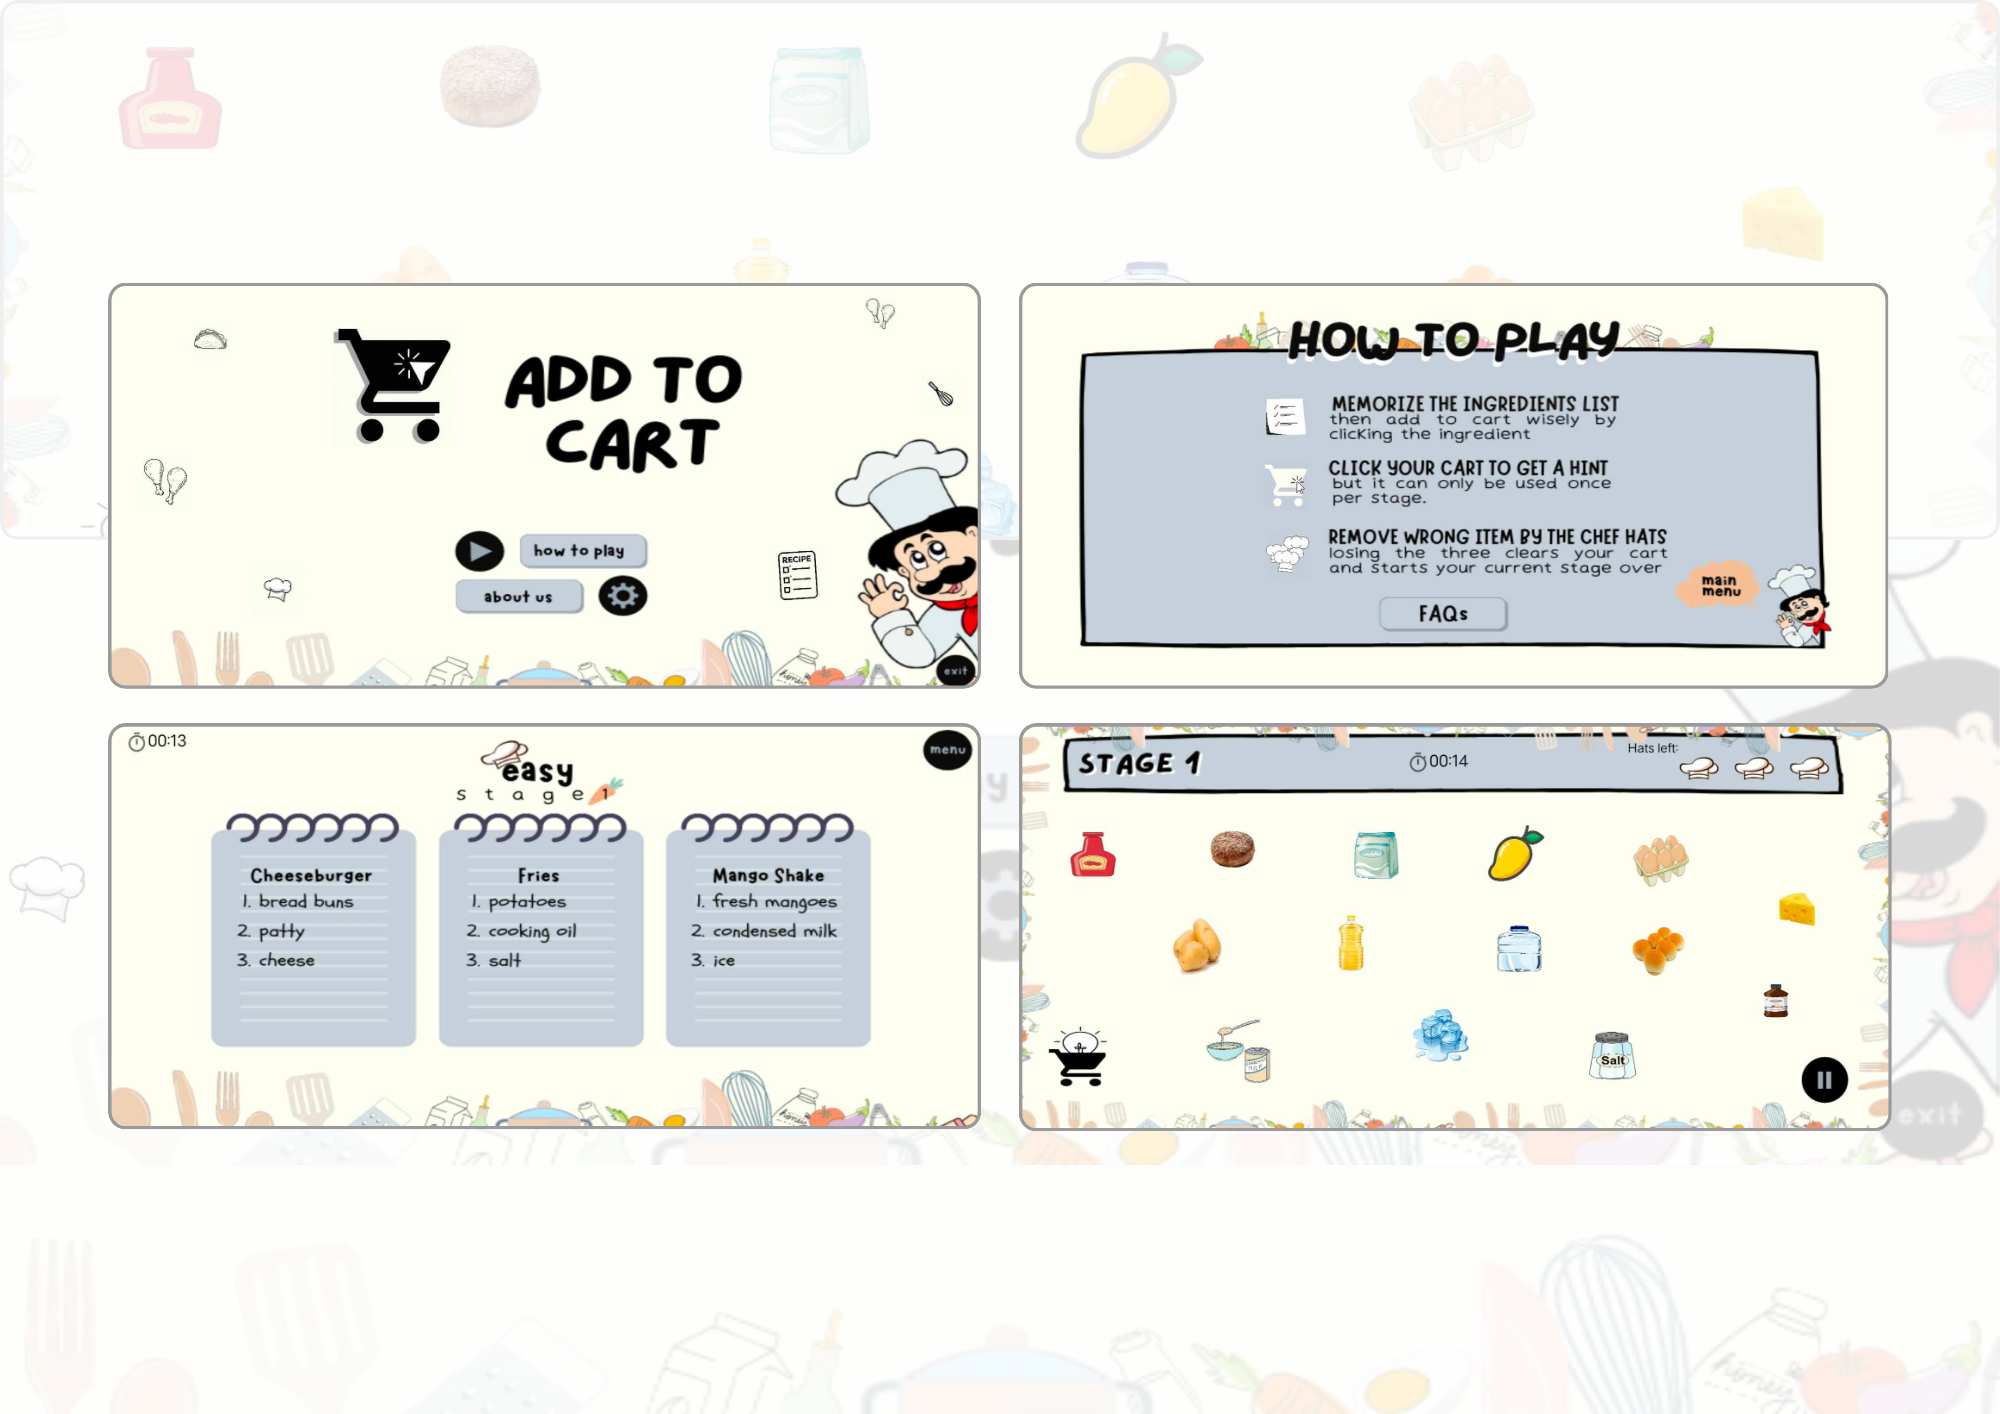 ADD TO
CART
how to play
about us
RECIPE
honey
exit
HOW TO PLAY
MEMORIZE THE INGREDIENTS LIST
then add to cart wisely by
clicking the ingredient
CLICK YOUR CART TO GET A HINT
but it can only be used once
per stage.
REMOVE WRONG ITEM BY THE CHEF HATS
losing the three clears your cart
and starts your current stage over
main
menu
FAQs
00:13
menu
easy
stage 1
Cheeseburger
1. bread buns
2. patty
3. cheese
Fries
1. potatoes
2. cooking oil
3. salt
Mango Shake
1. fresh mangoes
2. condensed milk
3. ice
honey
STAGE 1
00:14
Hats left:
Salt
y
exit
honey